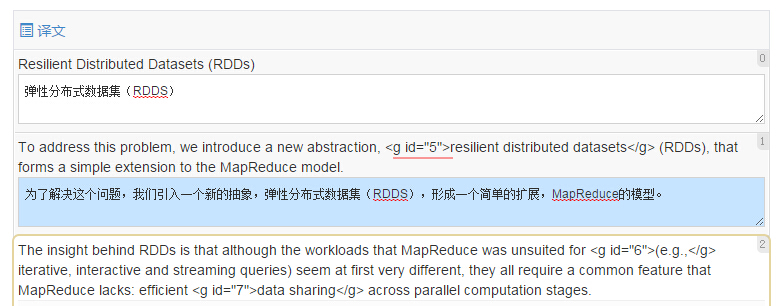 译文
0
Resilient Distributed Datasets (RDDs)
弹性分布式数据集（RDDS）
1
To address this problem, we introduce a new abstraction, <g id="5">resilient distributed datasets</g> (RDDs), that
forms a simple extension to the MapReduce model.
为了解决这个问题，我们引入一个新的抽象，弹性分布式数据集（RDDS），形成一个简单的扩展，MapReduce的模型。
2
The insight behind RDDs is that although the workloads that MapReduce was unsuited for <g id="6">(e.g.,</g>
iterative, interactive and streaming queries) seem at first very different, they all require a common feature that
MapReduce lacks: efficient <g id="7">data sharing</g> across parallel computation stages.